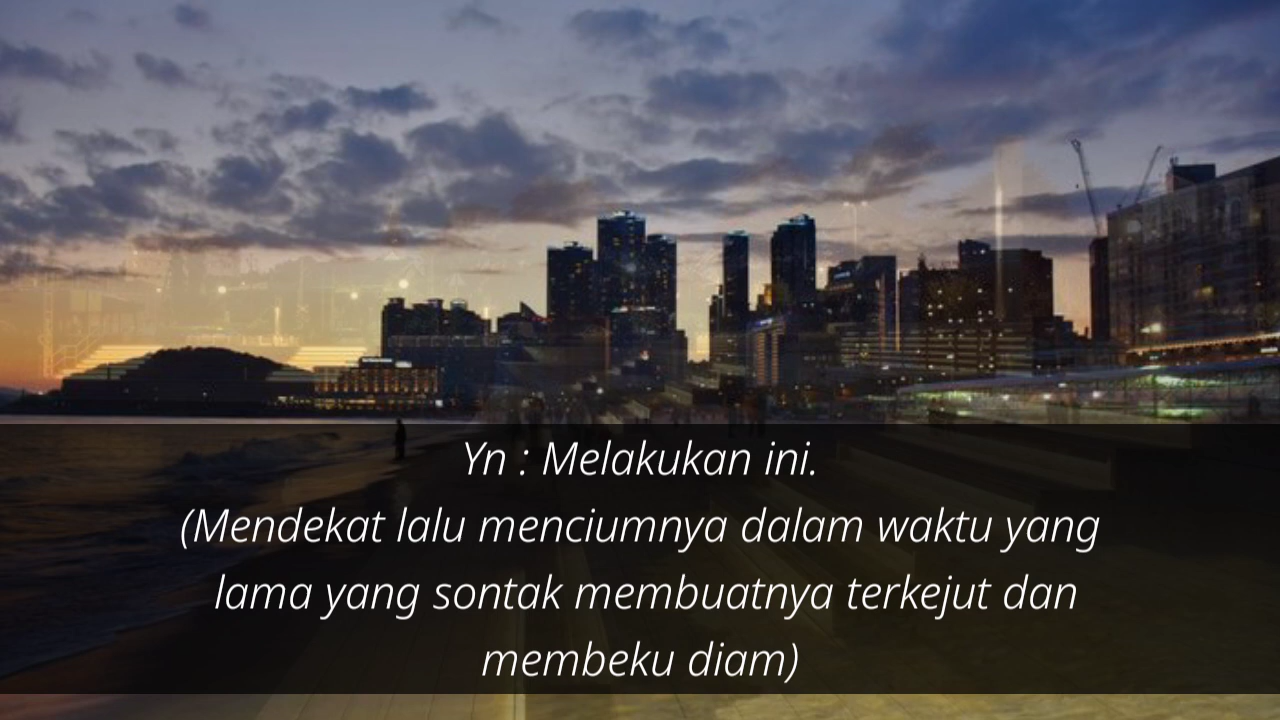 Yn : Melakukan ini.
(Mendekat lalu menciumnya dalam waktu yang
lama yang sontak membuatnya terkejut dan
membeku diam)